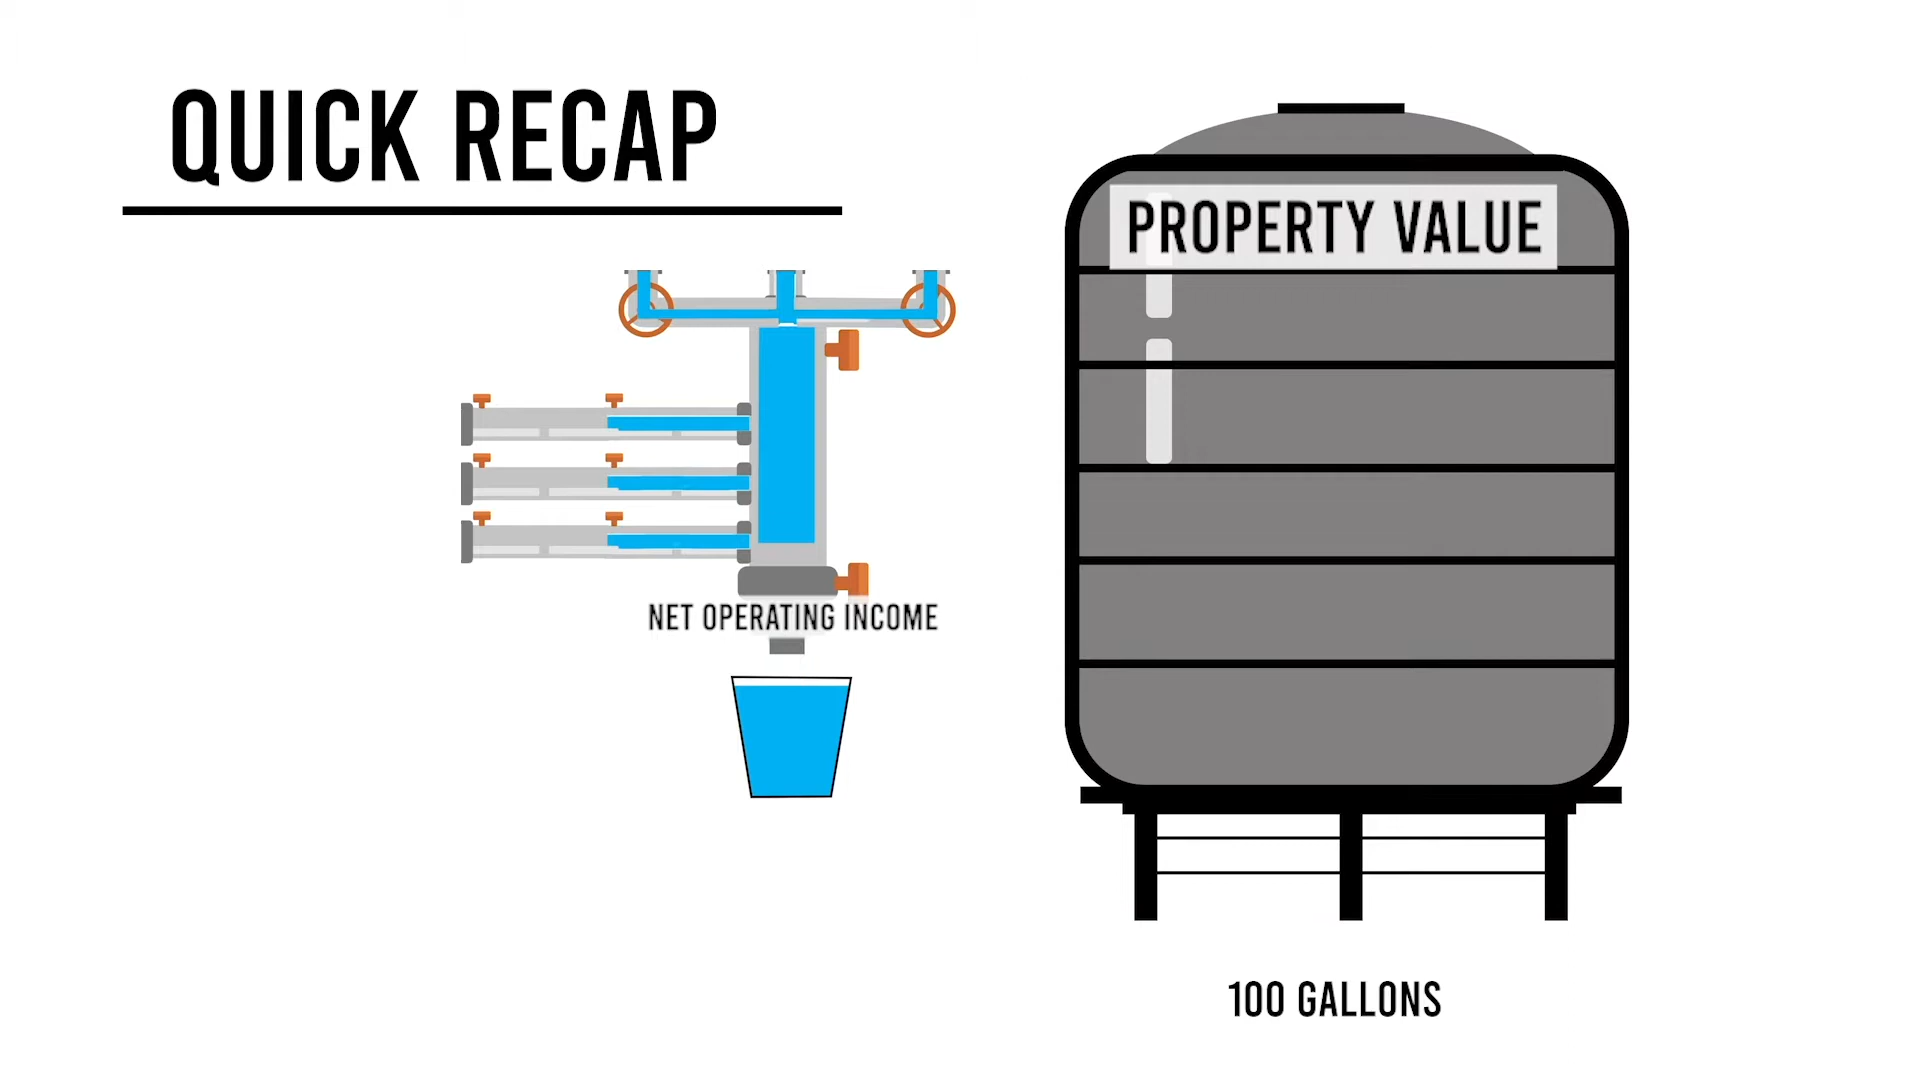 QUICK RECAP
PROPERTY VALUE
NET OPERATING INCOME
100 GALLONS